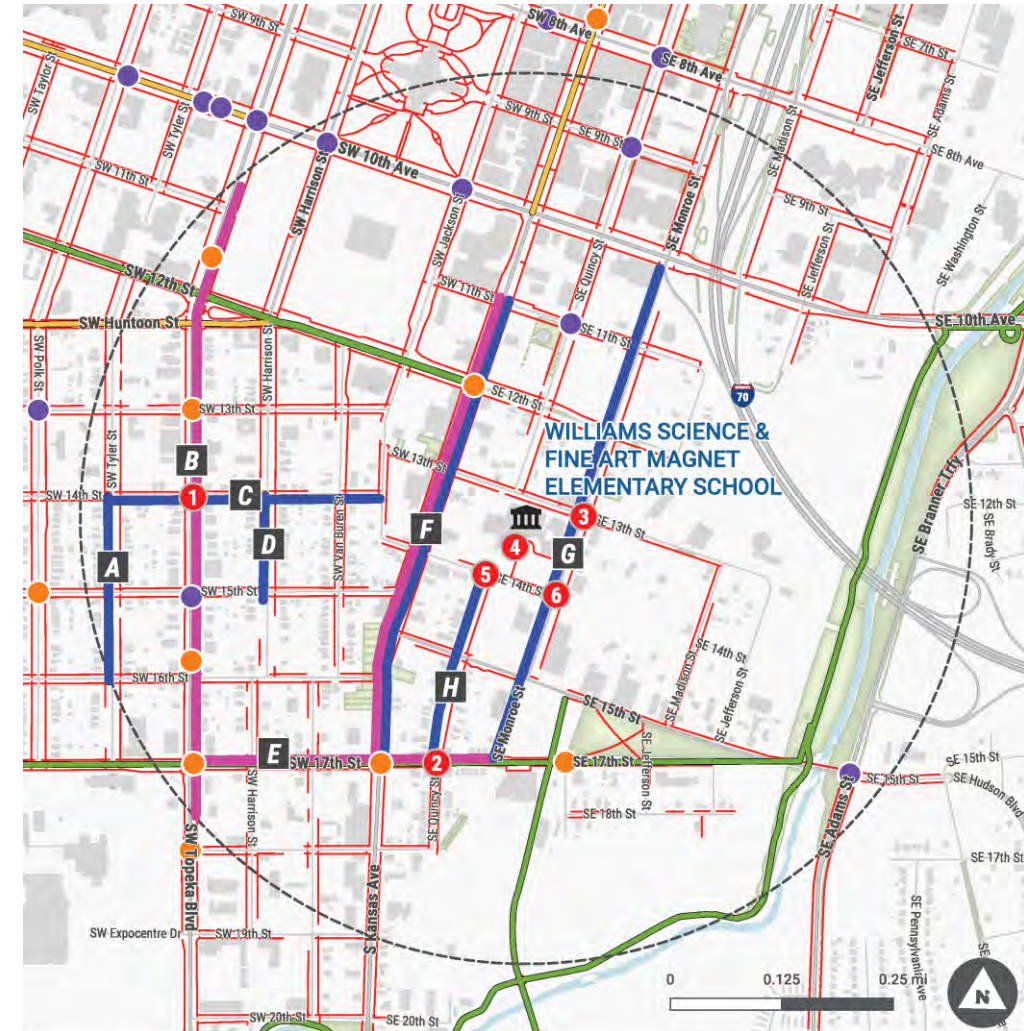 SW 9th St
SW 8th Ave
SE 8th Ave
SE Jefferson St
SE 7th St
SW Taylor St
SW Tyler St
SW 9th St
SE 9th St
SE Madison St
SE Adams St
SE 8th Ave
SW 10th Ave
SW 11th St
SW Harrison St
SW Jackson St
SE Monroe St
SE 9th St
SE Quincy St
SE Jefferson St
SE Washington St
SW 12th St
SW 11th St
SE 11th St
SE 10th Ave
SW Huntoon St
SW Polk St
SW Harrison St
70
SE 12th St
SW 13th St
SW Tyler St
WILLIAMS SCIENCE &
FINE ART MAGNET
ELEMENTARY SCHOOL
SW 13th St
B
SE Branner Trfy
SW 14th St
1
C
SE 12th St
3
SE 13th St
SE Brady St
F
D
SW Van Buren St
4
G
A
5
SE 14th St
6
SW 15th St
SE 14th St
SW 16th St
H
SE Madison St
SE Jefferson St
SE Monroe St
SE 15th St
E
SW 17th St
2
SE 17th St
SE Jefferson St
SE 15th St
SE 15th St
SE Hudson Blvd
SW Harrison St
SE Quincy St
SE 18th St
SE Adams St
SE 17th St
SW Topeka Blvd
S Kansas Ave
SW Expocentre Dr
SW 19th St
SE Pennsylvania Ave
SE
0
0.125
0.25 mi
N
SW 20th St
SE 20th St